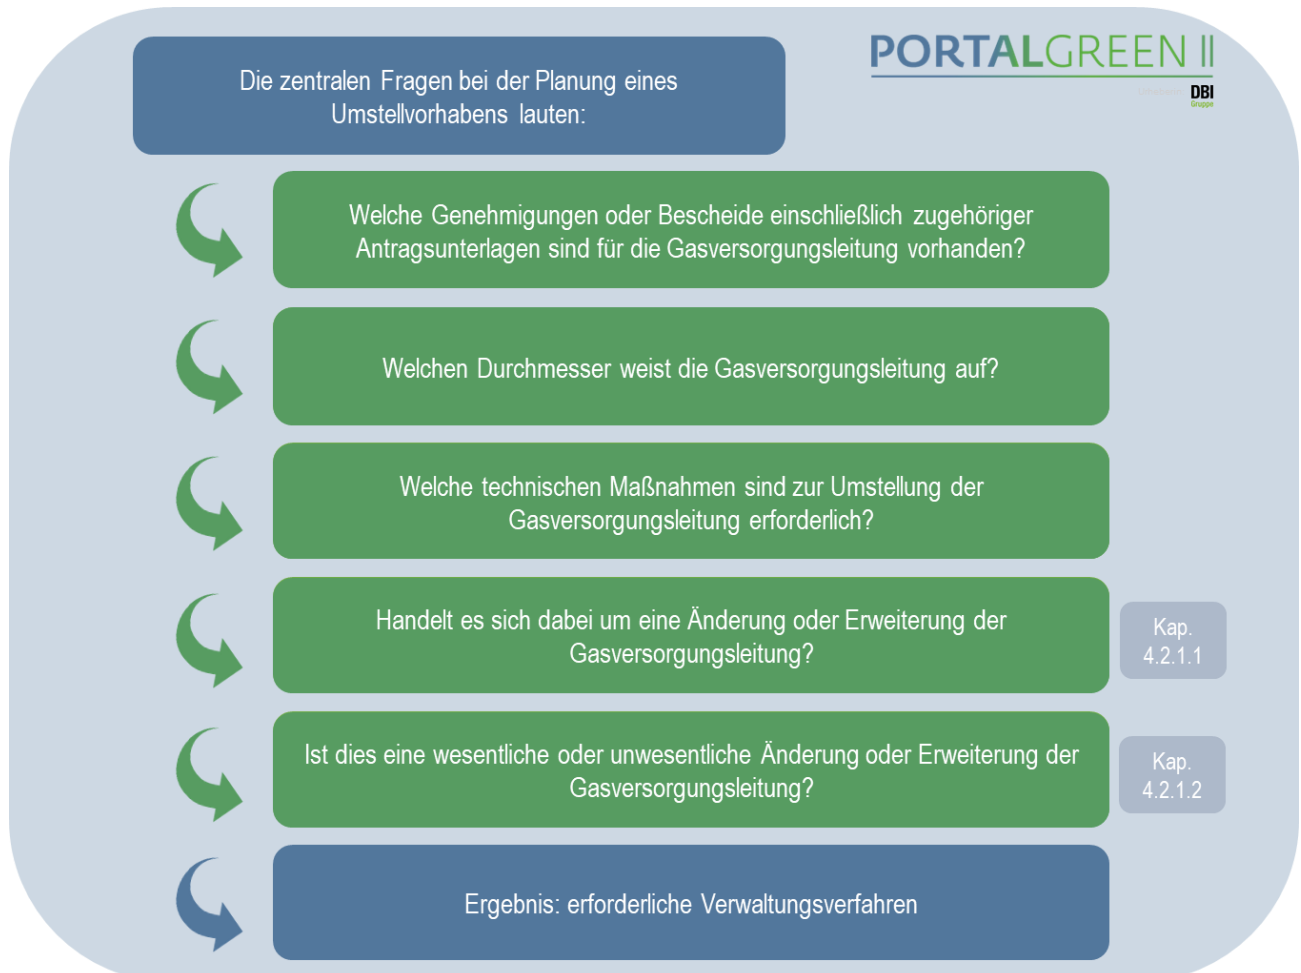 Die zentralen Fragen bei der Planung eines
Umstellvorhabens lauten:
PORTALGREEN II
DBI
Gruppe
Welche Genehmigungen oder Bescheide einschließlich zugehöriger
Antragsunterlagen sind für die Gasversorgungsleitung vorhanden?
Welchen Durchmesser weist die Gasversorgungsleitung auf?
Welche technischen Maßnahmen sind zur Umstellung der
Gasversorgungsleitung erforderlich?
Handelt es sich dabei um eine Änderung oder Erweiterung der
Gasversorgungsleitung?
Kap.
4.2.1.1
Ist dies eine wesentliche oder unwesentliche Änderung oder Erweiterung der
Gasversorgungsleitung?
Kap.
4.2.1.2
Ergebnis: erforderliche Verwaltungsverfahren